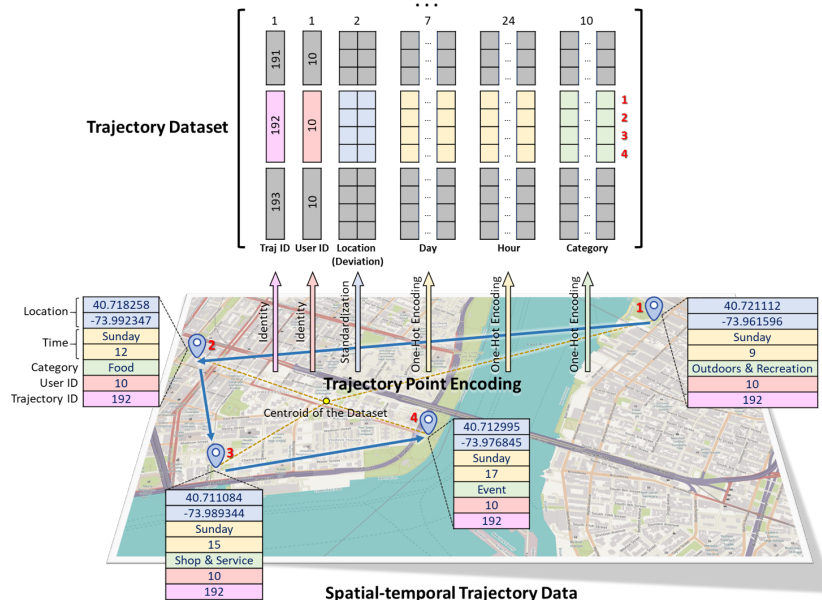 ...
1 1 2 7 24 10
191 10 ... ... ...
... ... ...
... ... ...
Trajectory Dataset
192 10 ... ... ... 1
... ... ... 2
... ... ... 3
... ... ... 4
193 10 ... ... ...
... ... ...
... ... ...
... ... ...
Traj ID User ID Location Day Hour Category
(Deviation)
Identity
Identity
Standardization
One-Hot Encoding
One-Hot Encoding
One-Hot Encoding
Location
Time
Category
User ID
Trajectory ID
40.718258
-73.992347
Sunday
12
Food
10
192
2
1
40.721112
-73.961596
Sunday
9
Outdoors & Recreation
10
192
Trajectory Point Encoding
Centroid of the Dataset
4
40.712995
-73.976845
Sunday
17
Event
10
192
3
40.711084
-73.989344
Sunday
15
Shop & Service
10
192
Spatial-temporal Trajectory Data